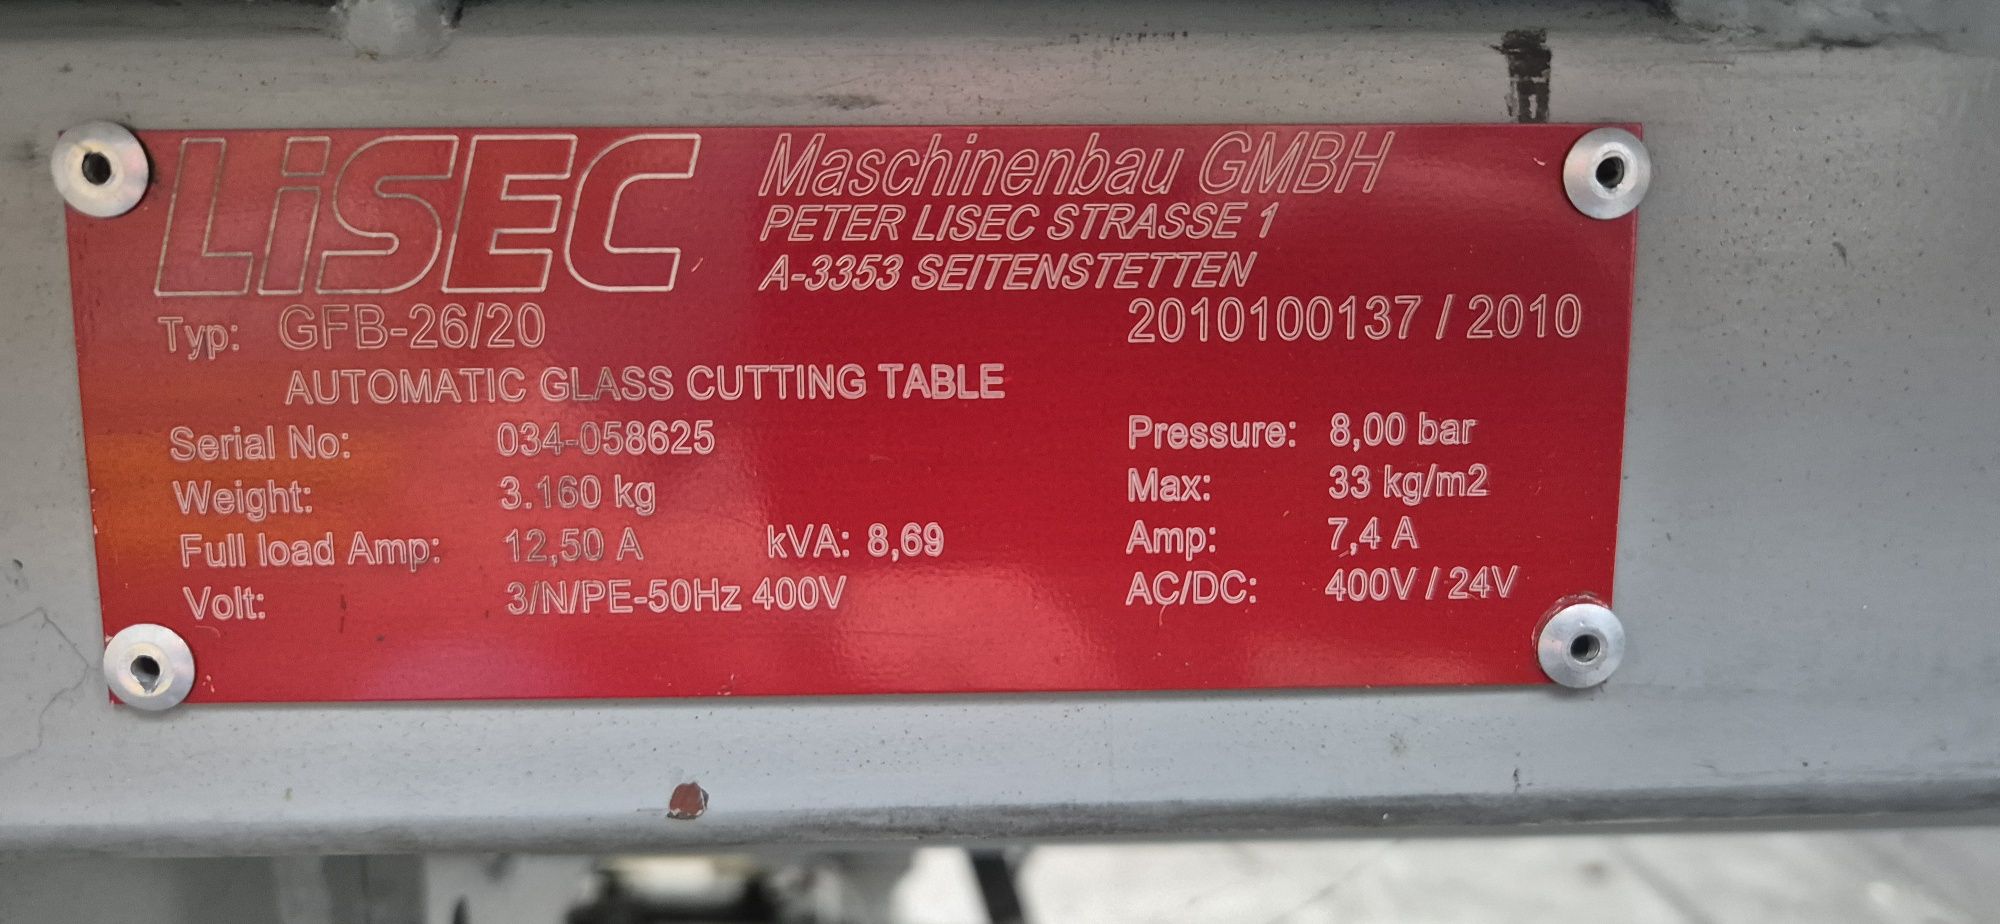 LiSEC Maschinenbau GMBH
PETER LISEC STRASSE 1
A-3353 SEITENSTETTEN
Typ: GFB-26/20 2010100137 / 2010
AUTOMATIC GLASS CUTTING TABLE
Serial No: 034-058625 Pressure: 8,00 bar
Weight: 3.160 kg Max: 33 kg/m2
Full load Amp: 12,50 A kVA: 8,69 Amp: 7,4 A
Volt: 3/N/PE-50Hz 400V AC/DC: 400V / 24V